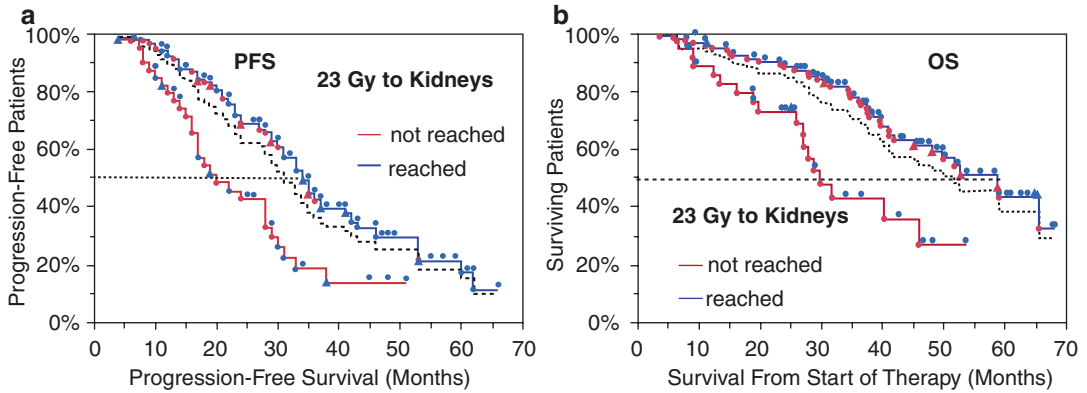 a
PFS
23 Gy to Kidneys
not reached
reached
Progression-Free Patients
100%
80%
60%
40%
20%
0%
0 10 20 30 40 50 60 70
Progression-Free Survival (Months)
b
OS
23 Gy to Kidneys
not reached
reached
Surviving Patients
100%
80%
60%
40%
20%
0%
0 10 20 30 40 50 60 70
Survival From Start of Therapy (Months)